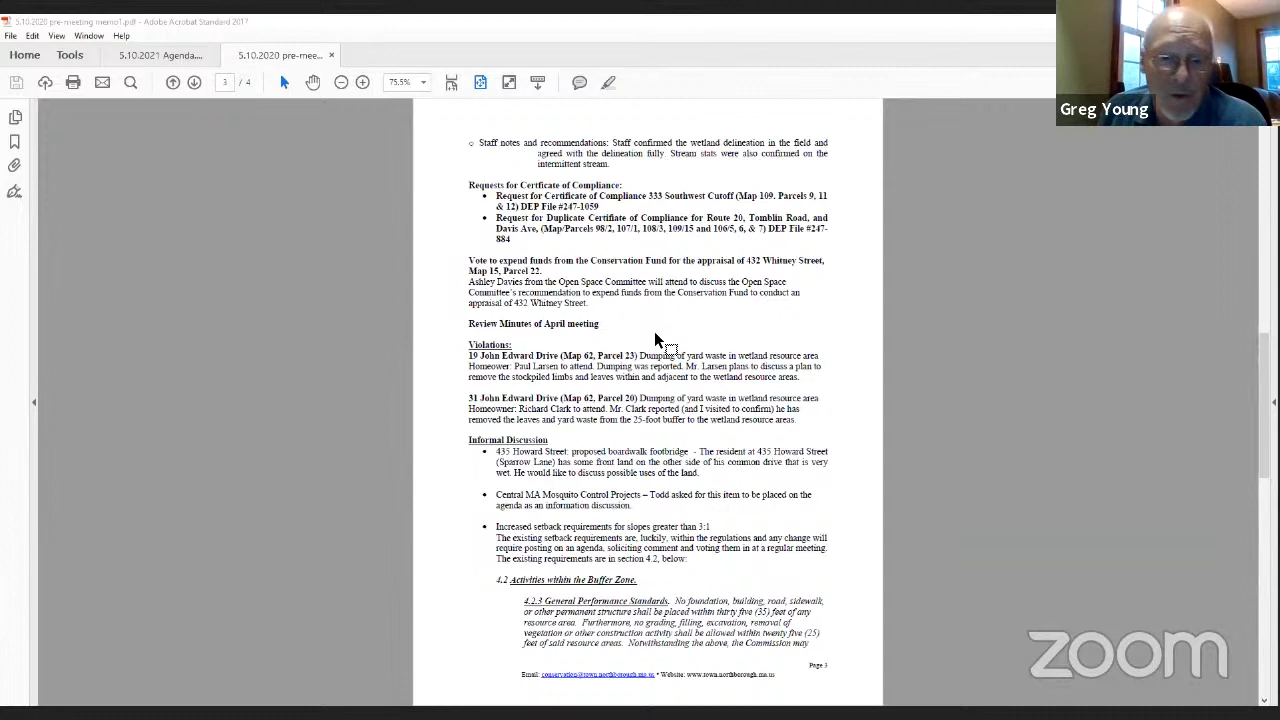 5.10.2020 pre-meeting memo1.pdf - Adobe Acrobat Standard 2017
File Edit View Window Help
Home Tools 5.10.2021 Agenda.... 5.10.2020 pre-mee... ×
3 / 4 75.5%
Greg Young
o Staff notes and recommendations: Staff confirmed the wetland delineation in the field and
agreed with the delineation fully. Stream stats were also confirmed on the
intermittent stream.
Requests for Certficate of Compliance:
• Request for Certificate of Compliance 333 Southwest Cutoff (Map 109. Parcels 9, 11
& 12) DEP File #247-1059
• Request for Duplicate Certifiate of Compliance for Route 20, Tomblin Road, and
Davis Ave, (Map/Parcels 98/2, 107/1, 108/3, 109/15 and 106/5, 6, & 7) DEP File #247-
884
Vote to expend funds from the Conservation Fund for the appraisal of 432 Whitney Street,
Map 15, Parcel 22.
Ashley Davies from the Open Space Committee will attend to discuss the Open Space
Committee's recommendation to expend funds from the Conservation Fund to conduct an
appraisal of 432 Whitney Street.
Review Minutes of April meeting
Violations:
19 John Edward Drive (Map 62, Parcel 23) Dumping of yard waste in wetland resource area
Homeower: Paul Larsen to attend. Dumping was reported. Mr. Larsen plans to discuss a plan to
remove the stockpiled limbs and leaves within and adjacent to the wetland resource areas.
31 John Edward Drive (Map 62, Parcel 20) Dumping of yard waste in wetland resource area
Homeowner: Richard Clark to attend. Mr. Clark reported (and I visited to confirm) he has
removed the leaves and yard waste from the 25-foot buffer to the wetland resource areas.
Informal Discussion
• 435 Howard Street: proposed boardwalk footbridge - The resident at 435 Howard Street
(Sparrow Lane) has some front land on the other side of his common drive that is very
wet. He would like to discuss possible uses of the land.
• Central MA Mosquito Control Projects – Todd asked for this item to be placed on the
agenda as an information discussion.
• Increased setback requirements for slopes greater than 3:1
The existing setback requirements are, luckily, within the regulations and any change will
require posting on an agenda, soliciting comment and voting them in at a regular meeting.
The existing requirements are in section 4.2, below:
4.2 Activities within the Buffer Zone.
4.2.3 General Performance Standards. No foundation, building, road, sidewalk,
or other permanent structure shall be placed within thirty five (35) feet of any
resource area. Furthermore, no grading, filling, excavation, removal of
vegetation or other construction activity shall be allowed within twenty five (25)
feet of said resource areas. Notwithstanding the above, the Commission may
Page 3
Email: conservation@town.northborough.ma.us * Website: www.town.northborough.ma.us
zoom